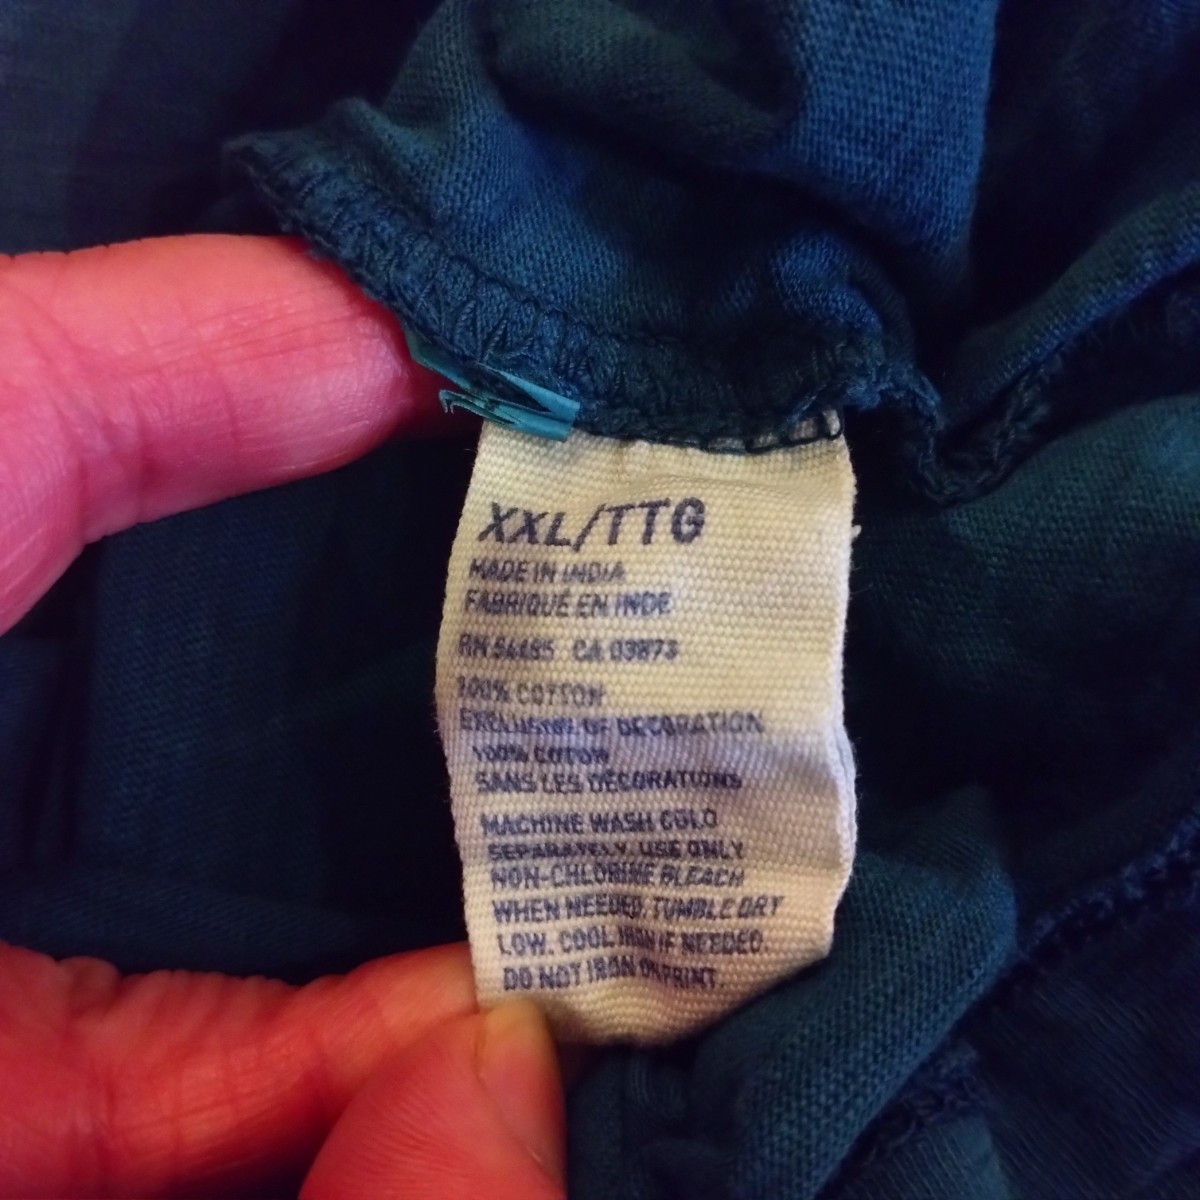 XXL/TTG
MADE IN INDIA
FABRIQUÉ EN INDE
RN 54485 CA 03873
100% COTTON
EXCLUSIVE OF DECORATION
100% COTON
SANS LES DÉCORATIONS
MACHINE WASH COLD
SEPARATELY. USE ONLY
NON-CHLORINE BLEACH
WHEN NEEDED. TUMBLE DRY
LOW. COOL IRON IF NEEDED.
DO NOT IRON ON PRINT.